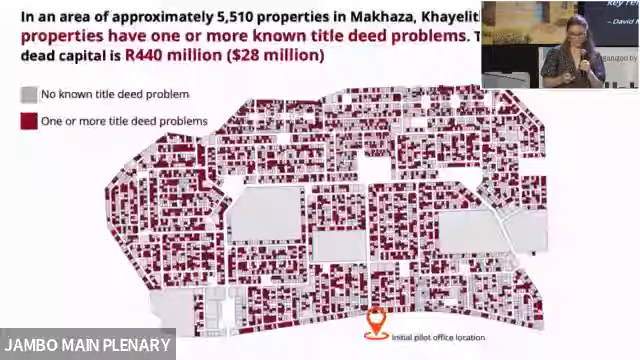 In an area of approximately 5,510 properties in Makhaza, 
properties have one or more known title deed problems.
dead capital is R440 million ($28 million)
No known title deed problem
One or more title deed problems
– David
Initial pilot office location
JAMBO MAIN PLENARY